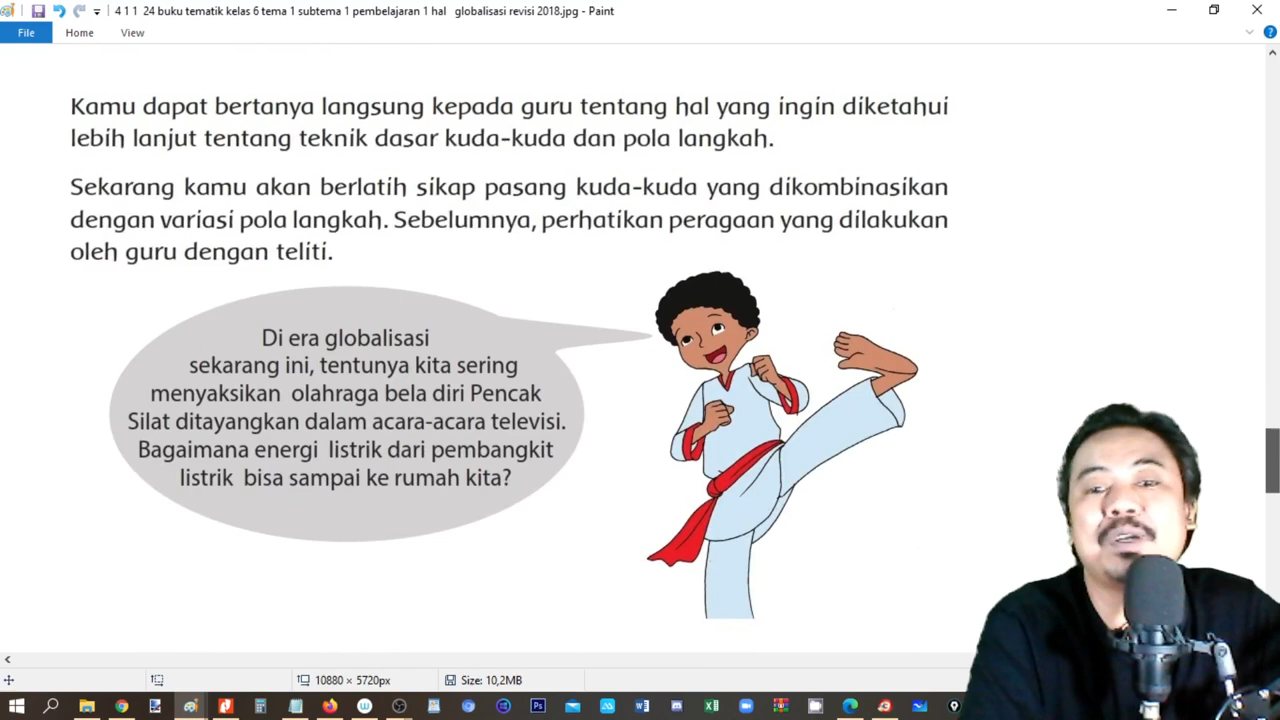 4 1 1  24 buku tematik kelas 6 tema 1 subtema 1 pembelajaran 1 hal   globalisasi revisi 2018.jpg - Paint
File Home View
Kamu dapat bertanya langsung kepada guru tentang hal yang ingin diketahui
lebih lanjut tentang teknik dasar kuda-kuda dan pola langkah.
Sekarang kamu akan berlatih sikap pasang kuda-kuda yang dikombinasikan
dengan variasi pola langkah. Sebelumnya, perhatikan peragaan yang dilakukan
oleh guru dengan teliti.
Di era globalisasi
sekarang ini, tentunya kita sering
menyaksikan olahraga bela diri Pencak
Silat ditayangkan dalam acara-acara televisi.
Bagaimana energi listrik dari pembangkit
listrik bisa sampai ke rumah kita?
10880 × 5720px Size: 10,2MB